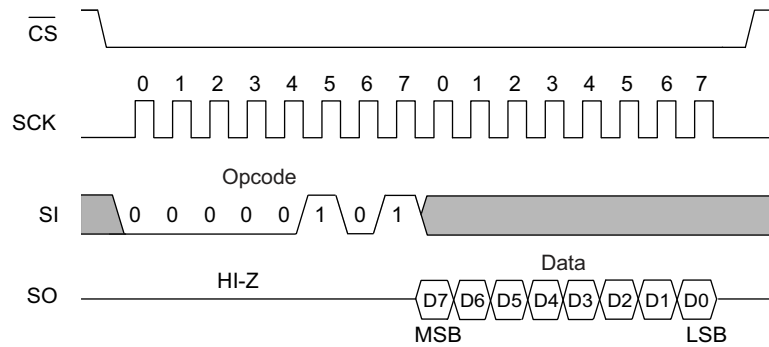 CS
0 1 2 3 4 5 6 7 0 1 2 3 4 5 6 7
SCK
Opcode
SI 0 0 0 0 0 1 0 1
Data
HI-Z
SO D7 D6 D5 D4 D3 D2 D1 D0
MSB LSB